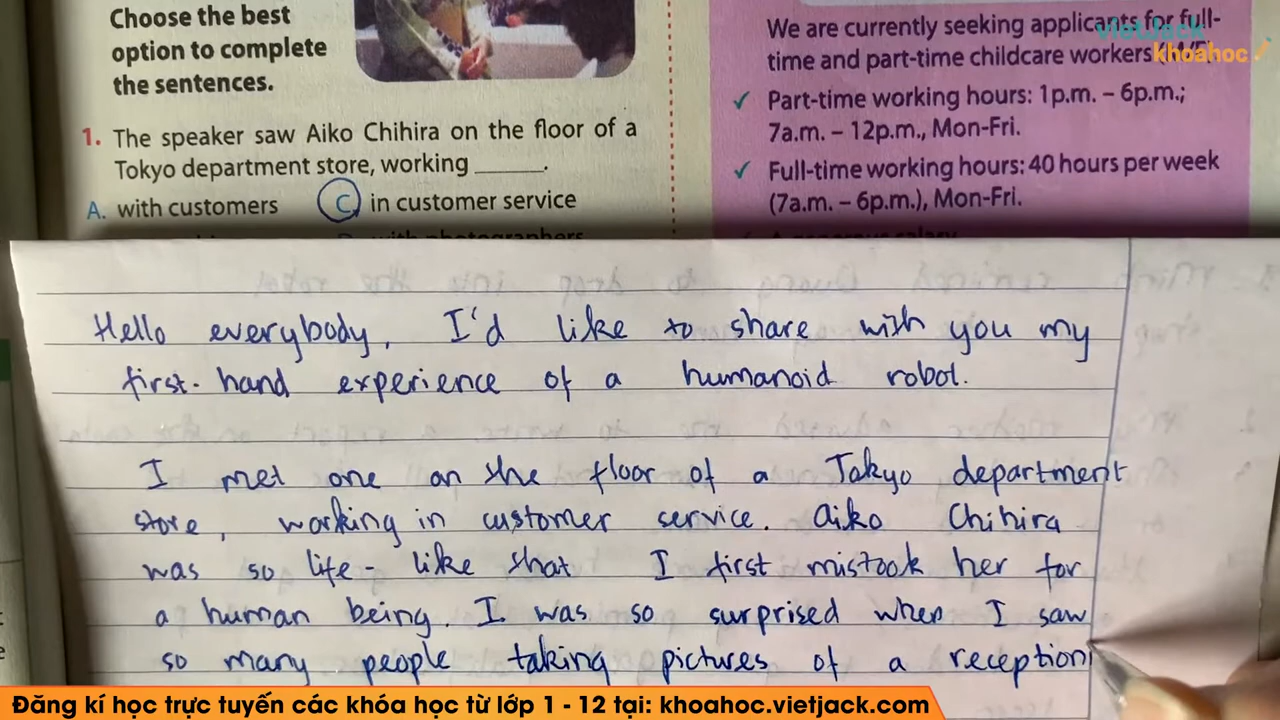 Choose the best
option to complete
the sentences.
1. The speaker saw Aiko Chihira on the floor of a
Tokyo department store, working ______.
A. with customers
C. in customer service
with photographers
We are currently seeking applicants for full-
time and part-time childcare workers
✓ Part-time working hours: 1p.m. – 6p.m.;
7a.m. – 12p.m., Mon-Fri.
✓ Full-time working hours: 40 hours per week
(7a.m. – 6p.m.), Mon-Fri.
vietJack
khoahoc
Hello everybody, I'd like to share with you my
first-hand experience of a humanoid robot.
I met one on the floor of a Tokyo department
store, working in customer service. Aiko Chihira
was so life-like that I first mistook her for
a human being. I was so surprised when I saw
so many people taking pictures of a reception
Đăng kí học trực tuyến các khóa học từ lớp 1 - 12 tại: khoahoc.vietjack.com